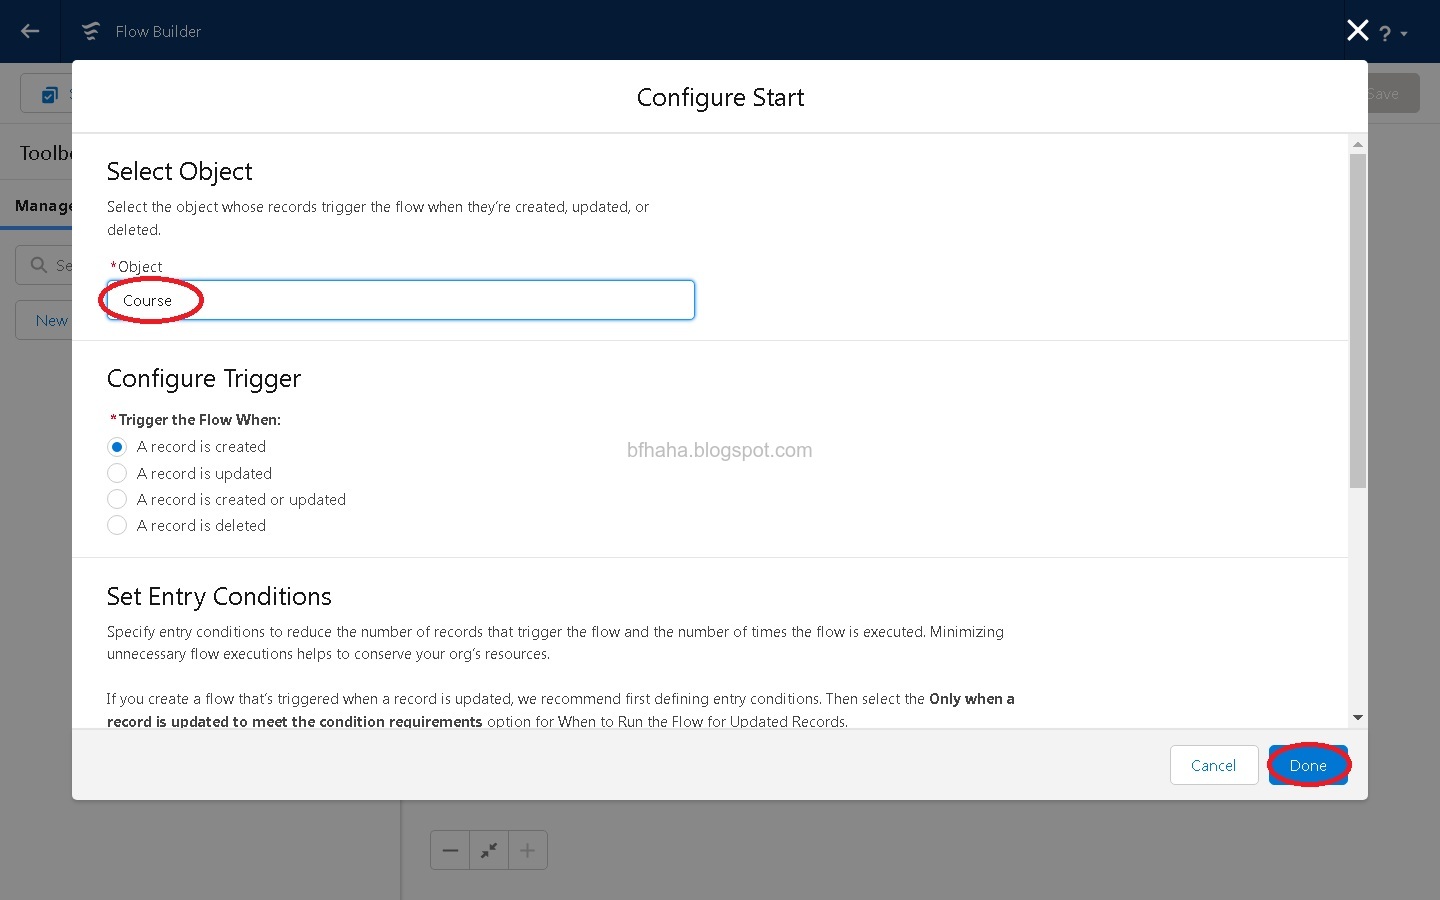 Flow Builder
?
Save
Configure Start
Toolb
Manage
Se
New
Select Object
Select the object whose records trigger the flow when they're created, updated, or
deleted.
*Object
Course
Configure Trigger
*Trigger the Flow When:
A record is created
A record is updated
A record is created or updated
A record is deleted
bfhaha.blogspot.com
Set Entry Conditions
Specify entry conditions to reduce the number of records that trigger the flow and the number of times the flow is executed. Minimizing
unnecessary flow executions helps to conserve your org's resources.
If you create a flow that's triggered when a record is updated, we recommend first defining entry conditions. Then select the Only when a
record is updated to meet the condition requirements option for When to Run the Flow for Updated Records.
Cancel
Done